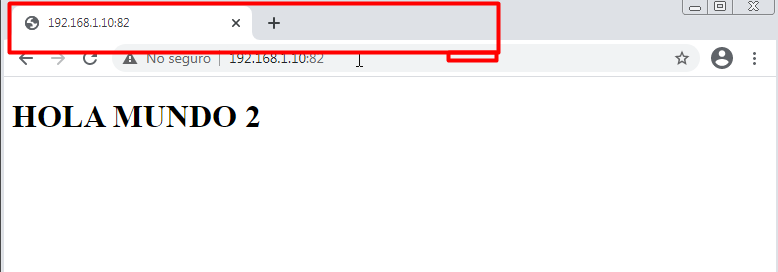 192.168.1.10:82
No seguro | 192.168.1.10:82
HOLA MUNDO 2